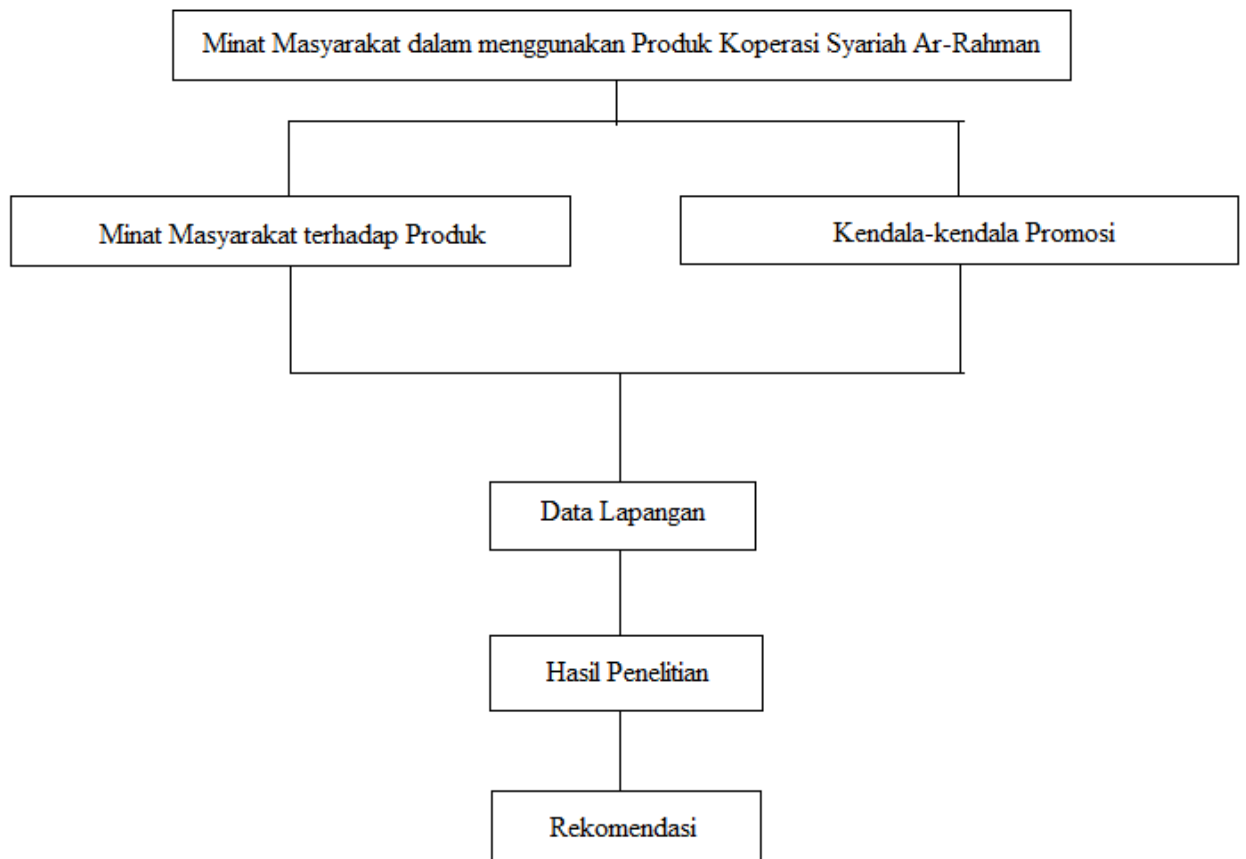 Minat Masyarakat dalam menggunakan Produk Koperasi Syariah Ar-Rahman
Minat Masyarakat terhadap Produk
Kendala-kendala Promosi
Data Lapangan
Hasil Penelitian
Rekomendasi